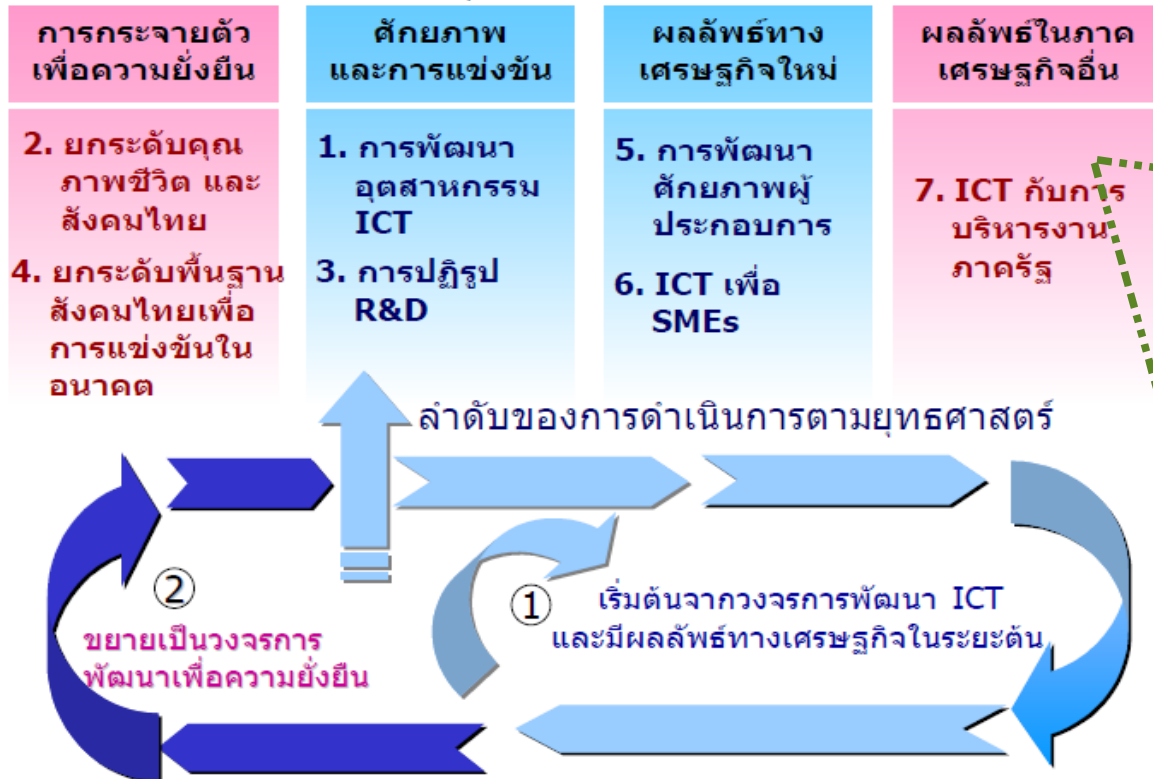 การกระจายตัว
เพื่อความยั่งยืน
ศักยภาพ
และการแข่งขัน
ผลลัพธ์ทาง
เศรษฐกิจใหม่
ผลลัพธ์ในภาค
เศรษฐกิจอื่น
2. ยกระดับคุณ
ภาพชีวิต และ
สังคมไทย
4. ยกระดับพื้นฐาน
สังคมไทยเพื่อ
การแข่งขันใน
อนาคต
1. การพัฒนา
อุตสาหกรรม
ICT
3. การปฏิรูป
R&D
5. การพัฒนา
ศักยภาพผู้
ประกอบการ
6. ICT เพื่อ
SMEs
7. ICT กับการ
บริหารงาน
ภาครัฐ
ลำดับของการดำเนินการตามยุทธศาสตร์
②
ขยายเป็นวงจรการ
พัฒนาเพื่อความยั่งยืน
①
เริ่มต้นจากวงจรการพัฒนา ICT
และมีผลลัพธ์ทางเศรษฐกิจในระยะต้น